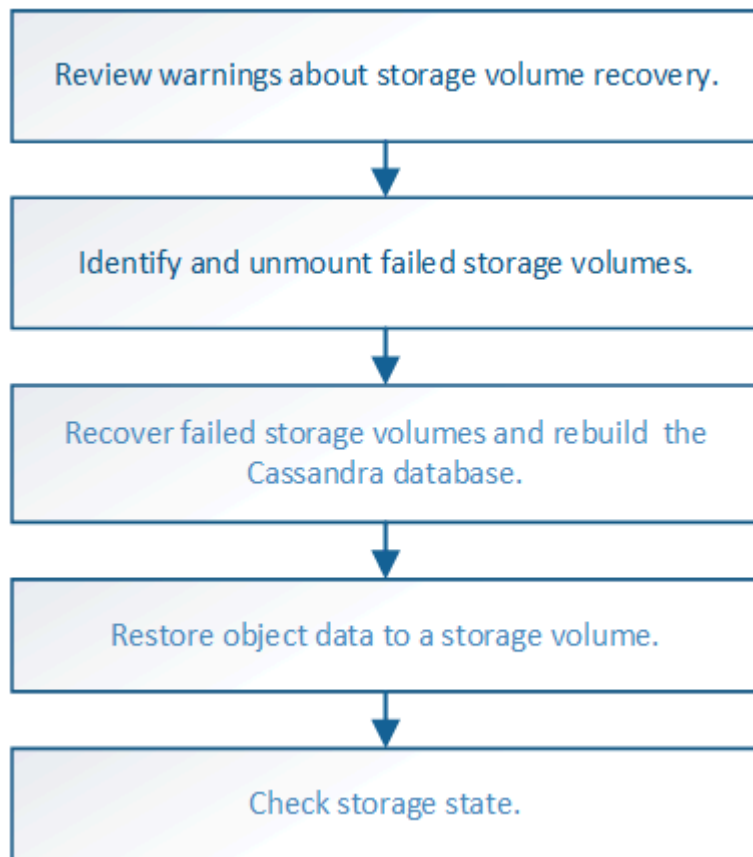 Review warnings about storage volume recovery.
Identify and unmount failed storage volumes.
Recover failed storage volumes and rebuild the
Cassandra database.
Restore object data to a storage volume.
Check storage state.